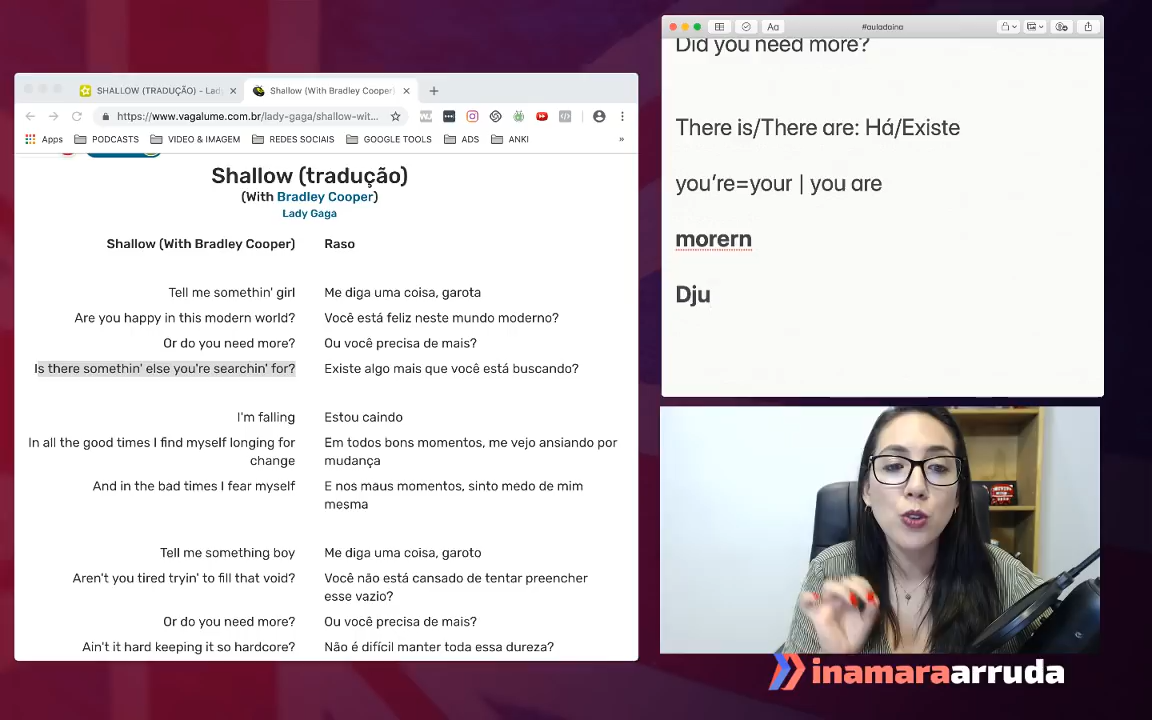 SHALLOW (TRADUÇÃO) - Lad
Shallow (With Bradley Cooper)
https://www.vagalume.com.br/lady-gaga/shallow-wit...
Apps
PODCASTS
VIDEO & IMAGEM
REDES SOCIAIS
GOOGLE TOOLS
ADS
ANKI
»
Shallow (tradução)
(With Bradley Cooper)
Lady Gaga
Shallow (With Bradley Cooper) Raso
Tell me somethin' girl Me diga uma coisa, garota
Are you happy in this modern world? Você está feliz neste mundo moderno?
Or do you need more? Ou você precisa de mais?
Is there somethin' else you're searchin' for? Existe algo mais que você está buscando?
I'm falling Estou caindo
In all the good times I find myself longing for Em todos bons momentos, me vejo ansiando por
change mudança
And in the bad times I fear myself E nos maus momentos, sinto medo de mim
mesma
Tell me something boy Me diga uma coisa, garoto
Aren't you tired tryin' to fill that void? Você não está cansado de tentar preencher
esse vazio?
Or do you need more? Ou você precisa de mais?
Ain't it hard keeping it so hardcore? Não é difícil manter toda essa dureza?
Aa
#auladaina
Did you need more?
There is/There are: Há/Existe
you're=your | you are
morern
Dju
inamaraarruda